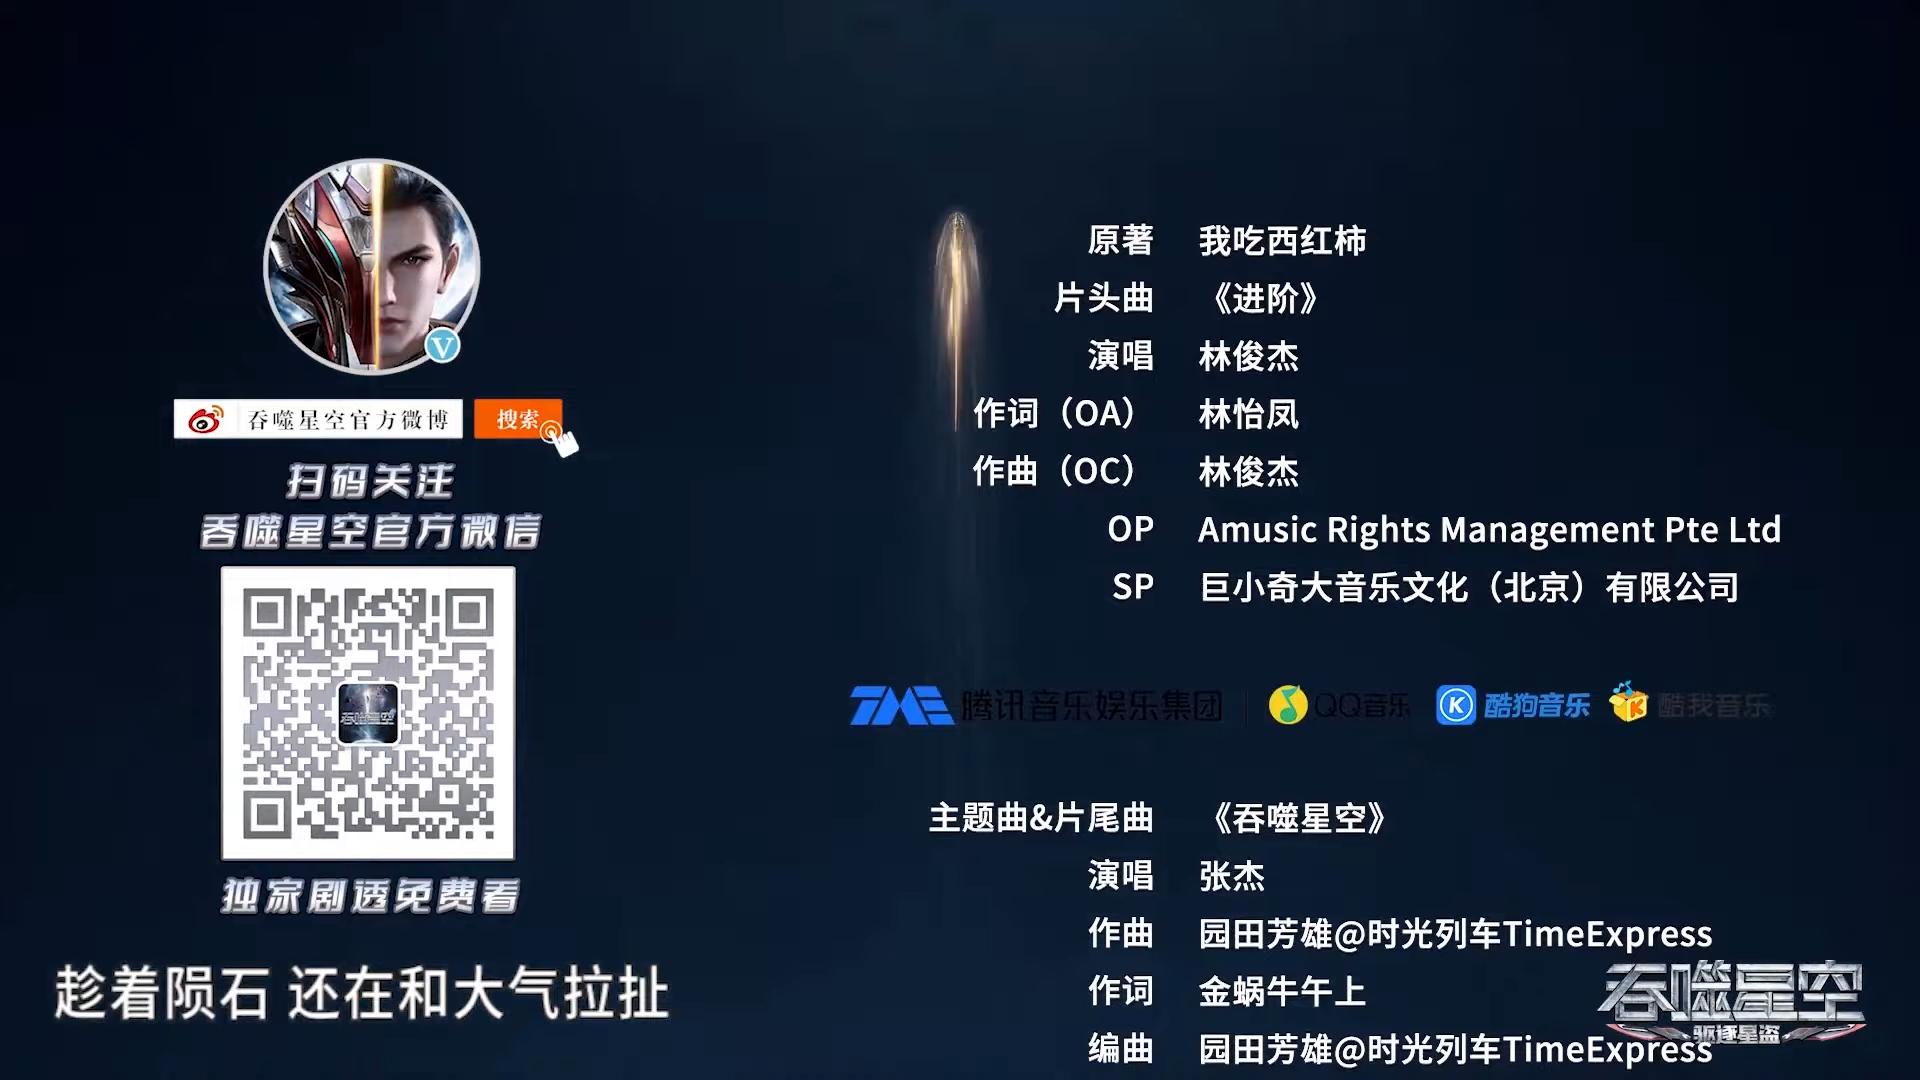 吞噬星空官方微博 搜索
扫码关注
吞噬星空官方微信
吞噬星空
独家剧透免费看
趁着陨石 还在和大气拉扯
原著 我吃西红柿
片头曲 《进阶》
演唱 林俊杰
作词（OA） 林怡凤
作曲（OC） 林俊杰
OP Amusic Rights Management Pte Ltd
SP 巨小奇大音乐文化（北京）有限公司
TME 腾讯音乐娱乐集团 QQ音乐 K 酷狗音乐 K 酷我音乐
主题曲&片尾曲 《吞噬星空》
演唱 张杰
作曲 园田芳雄@时光列车TimeExpress
作词 金蜗牛午上
编曲 园田芳雄@时光列车TimeExpress
吞噬星空
驱逐星盗